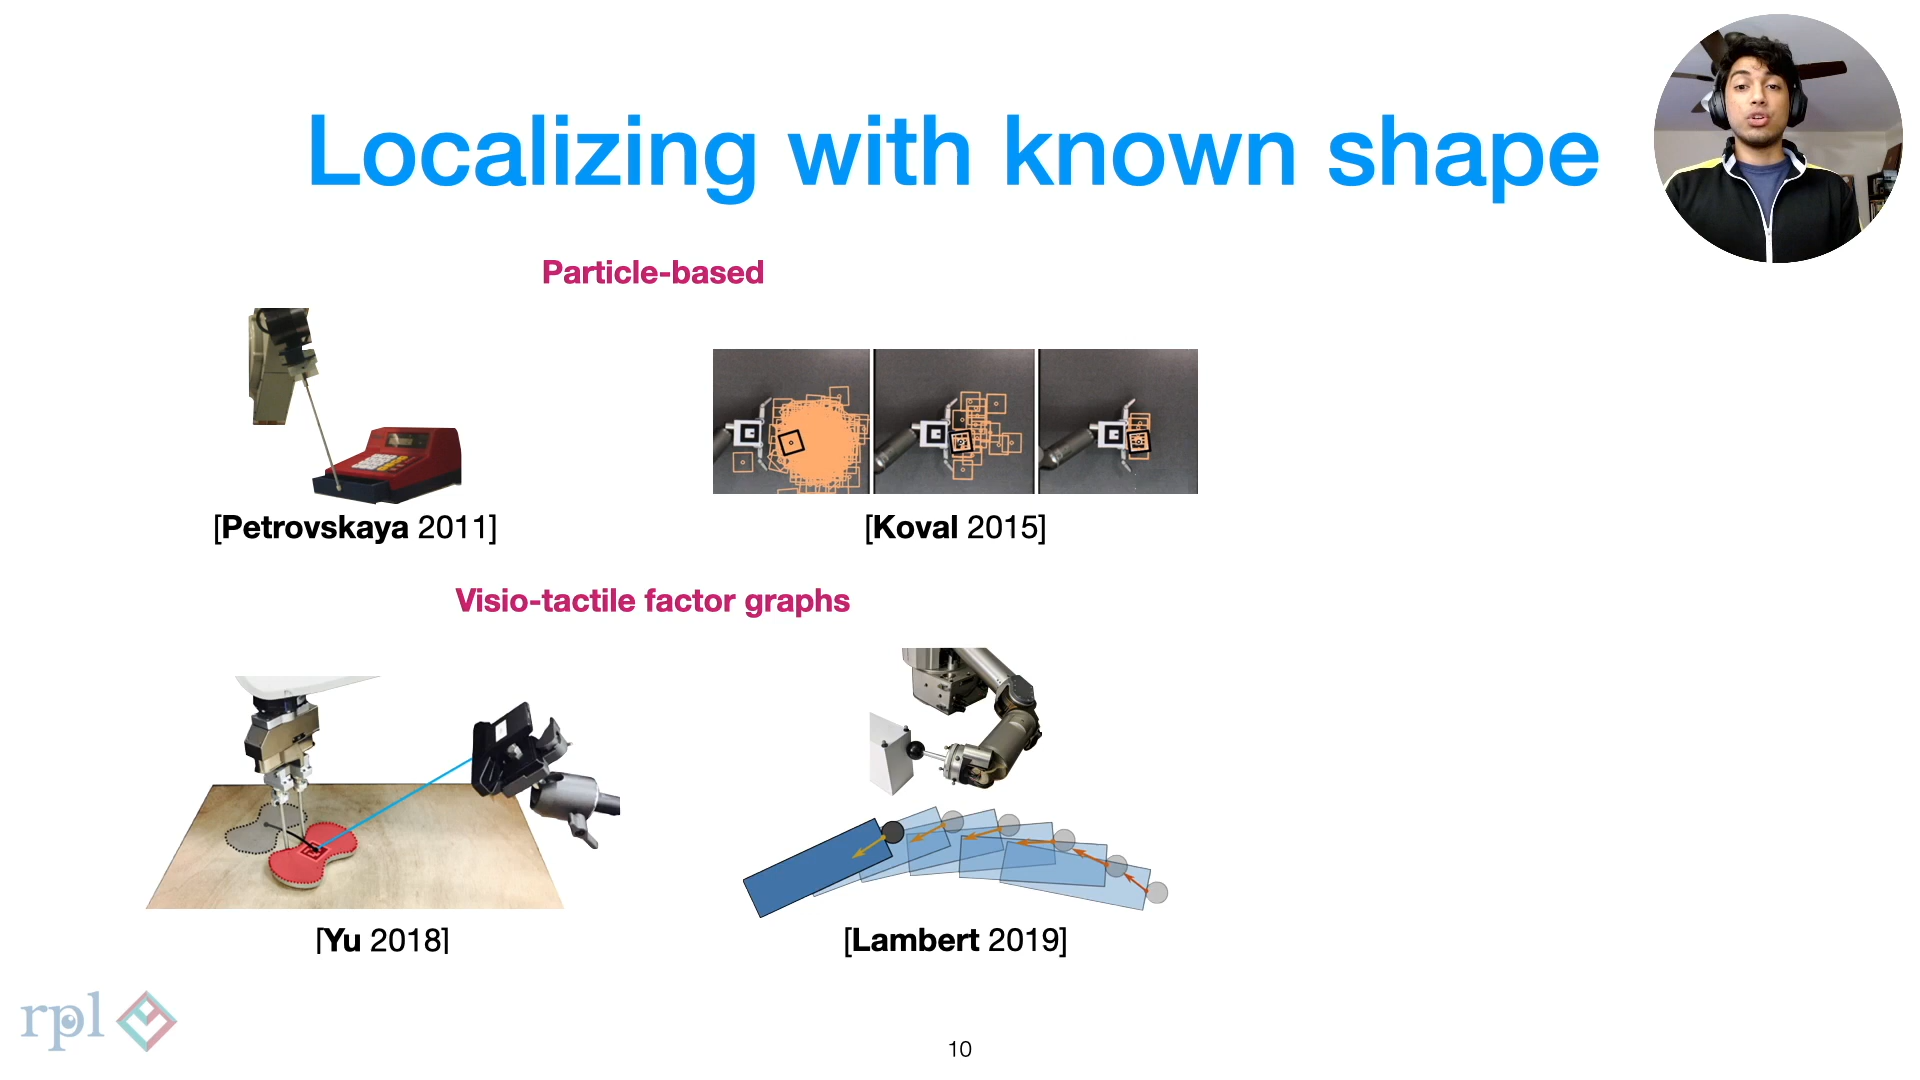 Localizing with known shape
Particle-based
[Petrovskaya 2011]
[Koval 2015]
Visio-tactile factor graphs
[Yu 2018]
[Lambert 2019]
rpl
10